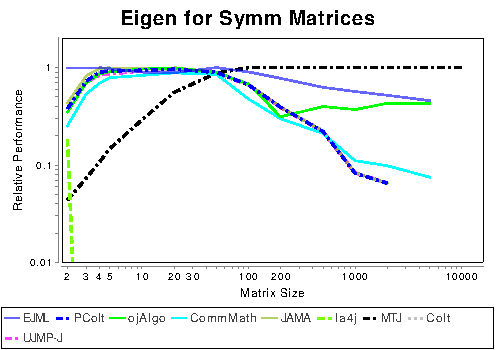 Eigen for Symm Matrices
Relative Performance
1
0.1
0.01
2 3 4 5 10 20 30 100 200 1000 10000
Matrix Size
EJML PColt ojAlgo CommMath JAMA la4j MTJ Colt
UJMP-J